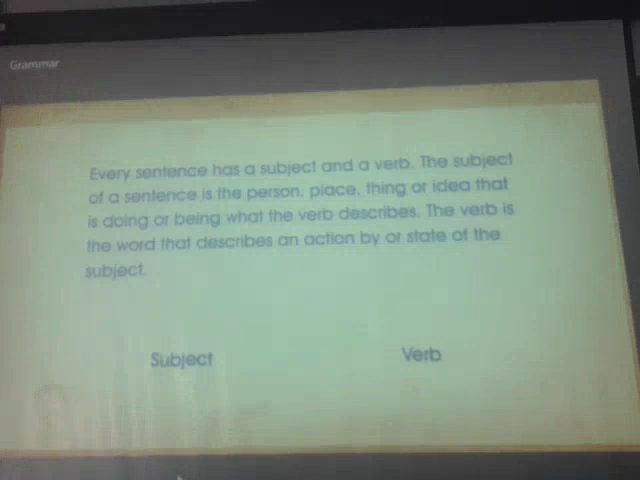 Grammar
Every sentence has a subject and a verb. The subject
of a sentence is the person, place, thing or idea that
is doing or being what the verb describes. The verb is
the word that describes an action by or state of the
subject.
Subject Verb